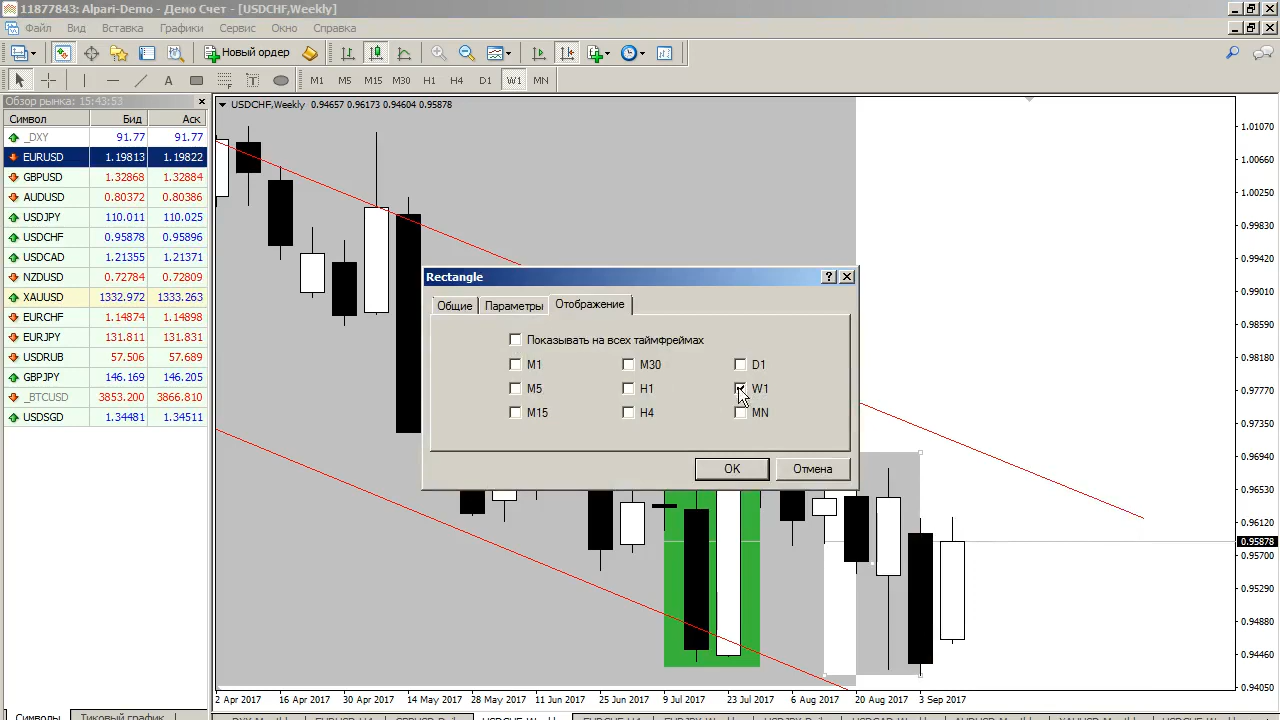 11877843: Alpari-Demo - Демо Счет - [USDCHF,Weekly]
Файл Вид Вставка Графики Сервис Окно Справка
Новый ордер
A T M1 M5 M15 M30 H1 H4 D1 W1 MN
Обзор рынка: 15:43:53
Символ Бид Аск
_DXY 91.77 91.77
EURUSD 1.19813 1.19822
GBPUSD 1.32868 1.32884
AUDUSD 0.80372 0.80386
USDJPY 110.011 110.025
USDCHF 0.95878 0.95896
USDCAD 1.21355 1.21371
NZDUSD 0.72784 0.72809
XAUUSD 1332.972 1333.263
EURCHF 1.14874 1.14898
EURJPY 131.811 131.831
USDRUB 57.506 57.689
GBPJPY 146.169 146.205
_BTCUSD 3853.200 3866.810
USDSGD 1.34481 1.34511
USDCHF,Weekly 0.94657 0.96173 0.94604 0.95878
1.01070
1.00660
1.00250
0.99830
0.99420
0.99010
0.98590
0.98180
0.97770
0.97350
0.96940
0.96530
0.96120
0.95878
0.95700
0.95290
0.94880
0.94460
0.94050
Rectangle
Общие Параметры Отображение
Показывать на всех таймфреймах
M1 M30 D1
M5 H1 W1
M15 H4 MN
OK Отмена
2 Apr 2017 16 Apr 2017 30 Apr 2017 14 May 2017 28 May 2017 11 Jun 2017 25 Jun 2017 9 Jul 2017 23 Jul 2017 6 Aug 2017 20 Aug 2017 3 Sep 2017
Символы Тиковый график